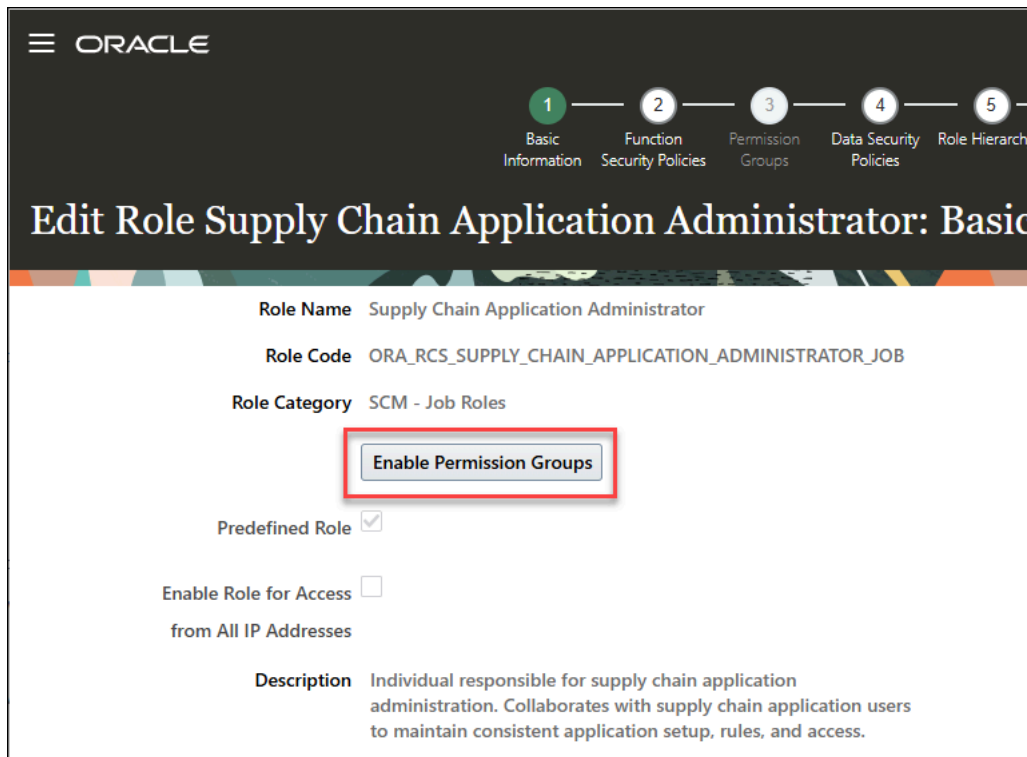 ORACLE
1 2 3 4 5
Basic Function Permission Data Security Role Hierarch
Information Security Policies Groups Policies
Edit Role Supply Chain Application Administrator: Basic
Role Name Supply Chain Application Administrator
Role Code ORA_RCS_SUPPLY_CHAIN_APPLICATION_ADMINISTRATOR_JOB
Role Category SCM - Job Roles
Enable Permission Groups
Predefined Role
Enable Role for Access
from All IP Addresses
Description Individual responsible for supply chain application
administration. Collaborates with supply chain application users
to maintain consistent application setup, rules, and access.